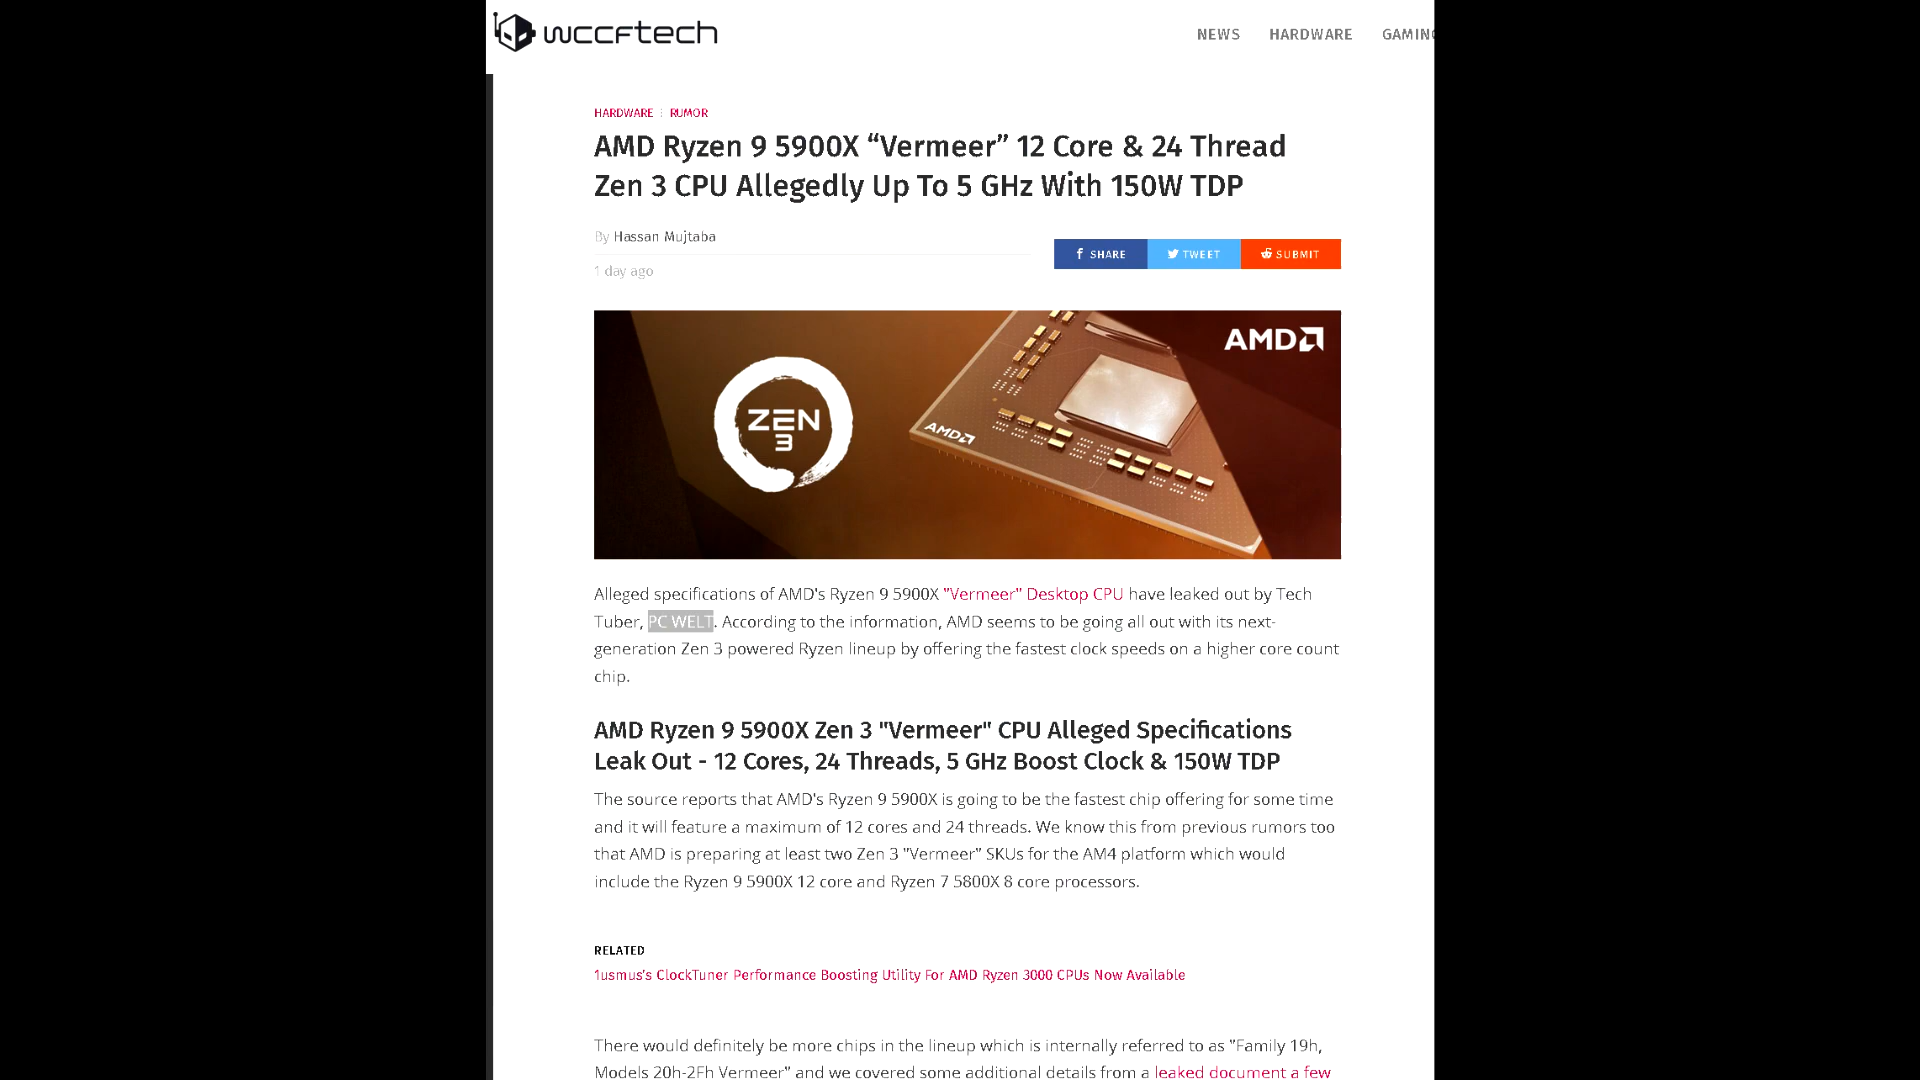 wccftech
NEWS HARDWARE GAMING
HARDWARE RUMOR
AMD Ryzen 9 5900X “Vermeer” 12 Core & 24 Thread
Zen 3 CPU Allegedly Up To 5 GHz With 150W TDP
By Hassan Mujtaba
1 day ago
SHARE TWEET SUBMIT
AMD
ZEN
3
AMD
Alleged specifications of AMD's Ryzen 9 5900X "Vermeer" Desktop CPU have leaked out by Tech
Tuber, PC WELT. According to the information, AMD seems to be going all out with its next-
generation Zen 3 powered Ryzen lineup by offering the fastest clock speeds on a higher core count
chip.
AMD Ryzen 9 5900X Zen 3 "Vermeer" CPU Alleged Specifications
Leak Out - 12 Cores, 24 Threads, 5 GHz Boost Clock & 150W TDP
The source reports that AMD's Ryzen 9 5900X is going to be the fastest chip offering for some time
and it will feature a maximum of 12 cores and 24 threads. We know this from previous rumors too
that AMD is preparing at least two Zen 3 "Vermeer" SKUs for the AM4 platform which would
include the Ryzen 9 5900X 12 core and Ryzen 7 5800X 8 core processors.
RELATED
1usmus’s ClockTuner Performance Boosting Utility For AMD Ryzen 3000 CPUs Now Available
There would definitely be more chips in the lineup which is internally referred to as "Family 19h,
Models 20h-2Fh Vermeer" and we covered some additional details from a leaked document a few